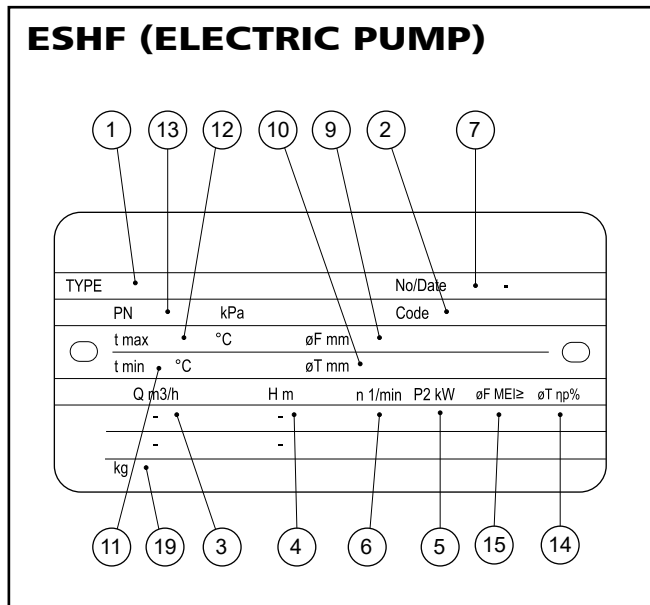 ESHF (ELECTRIC PUMP)
1 13 12 10 9 2 7
TYPE No/Date -
PN kPa Code
t max °C øF mm
t min °C øT mm
Q m3/h H m n 1/min P2 kW øF MEI≥ øT ηp%
- -
- -
kg
11 19 3 4 6 5 15 14